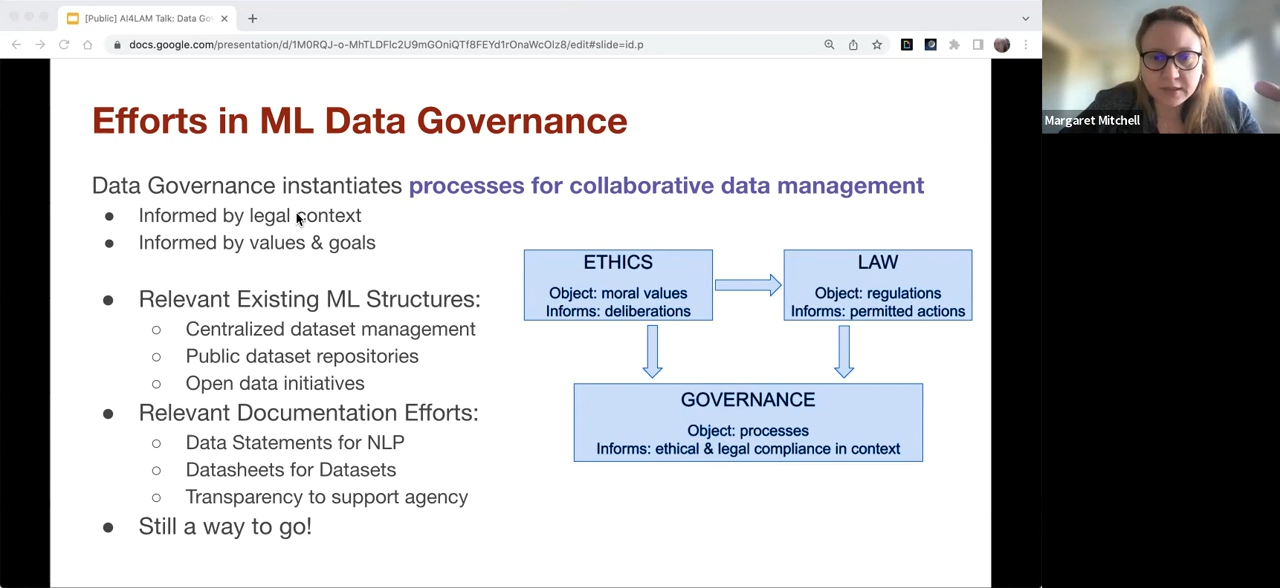 [Public] AI4LAM Talk: Data Go
docs.google.com/presentation/d/1M0RQJ-o-MhTLDFlc2U9mGOniQTf8FEYd1rOnaWcOlz8/edit#slide=id.p
Margaret Mitchell
Efforts in ML Data Governance
Data Governance instantiates processes for collaborative data management
● Informed by legal context
● Informed by values & goals
● Relevant Existing ML Structures:
○ Centralized dataset management
○ Public dataset repositories
○ Open data initiatives
● Relevant Documentation Efforts:
○ Data Statements for NLP
○ Datasheets for Datasets
○ Transparency to support agency
● Still a way to go!
ETHICS
Object: moral values
Informs: deliberations
LAW
Object: regulations
Informs: permitted actions
GOVERNANCE
Object: processes
Informs: ethical & legal compliance in context